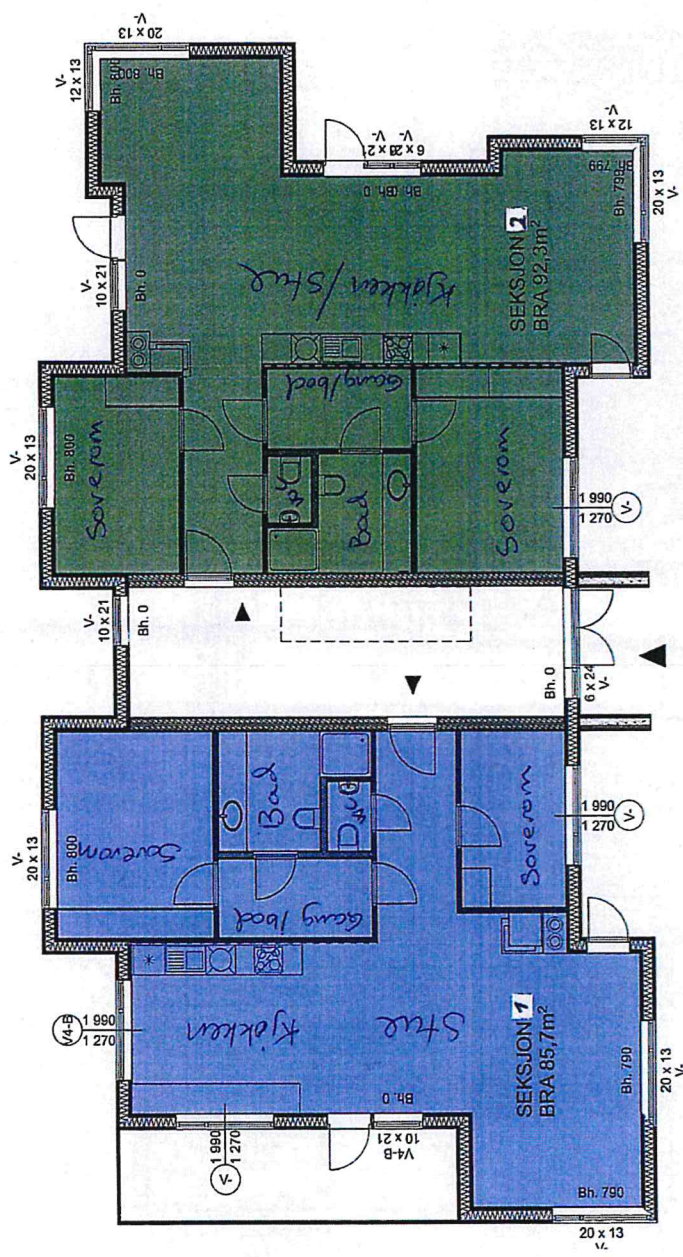 V-
20 x 13
12 x 13
V-
Bh. 800
Bh. 800
V-
10 x 21
Bh. 0
V-
V-
6 x 21
Bh. 0
12 x 13
V-
Bh. 799
Bh. 799
20 x 13
V-
SEKSJON 2
BRA 92,3m²
Kjøkken/Stue
V-
20 x 13
Bh. 800
Soverom
Gang/bod
Bad
Soverom
1 990
1 270
V-
V-
10 x 21
Bh. 0
Bh. 0
6 x 24
V-
V-
20 x 13
Bh. 800
Soverom
Bad
Gang/bod
Soverom
1 990
1 270
V-
V4-B
1 990
1 270
Kjøkken
Stue
SEKSJON 1
BRA 85,7m²
1 990
1 270
V-
Bh. 0
10 x 21
V4-B
Bh. 790
20 x 13
V-
Bh. 790
20 x 13
V-